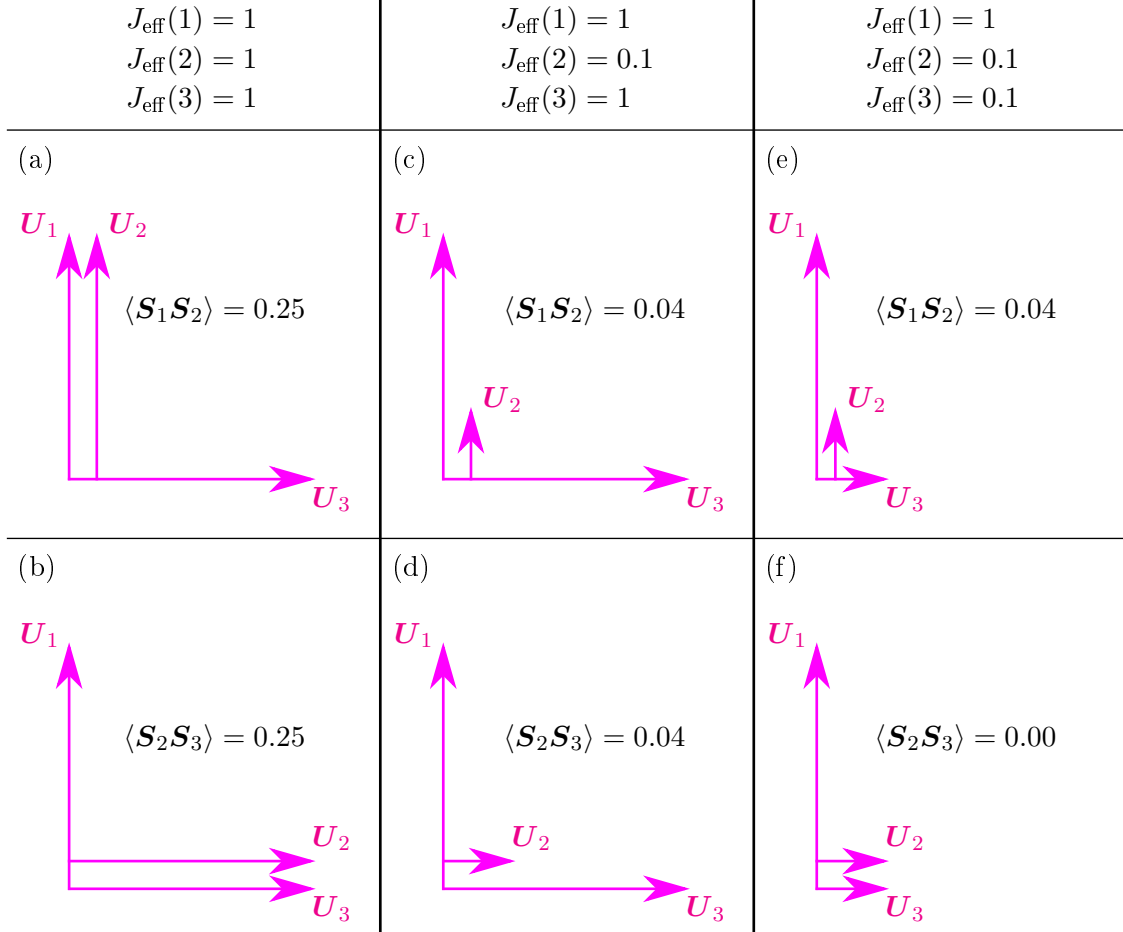 J_eff(1) = 1
J_eff(2) = 1
J_eff(3) = 1
J_eff(1) = 1
J_eff(2) = 0.1
J_eff(3) = 1
J_eff(1) = 1
J_eff(2) = 0.1
J_eff(3) = 0.1
(a)
U_1 U_2
⟨S_1S_2⟩ = 0.25
U_3
(c)
U_1
⟨S_1S_2⟩ = 0.04
U_2
U_3
(e)
U_1
⟨S_1S_2⟩ = 0.04
U_2
U_3
(b)
U_1
⟨S_2S_3⟩ = 0.25
U_2
U_3
(d)
U_1
⟨S_2S_3⟩ = 0.04
U_2
U_3
(f)
U_1
⟨S_2S_3⟩ = 0.00
U_2
U_3